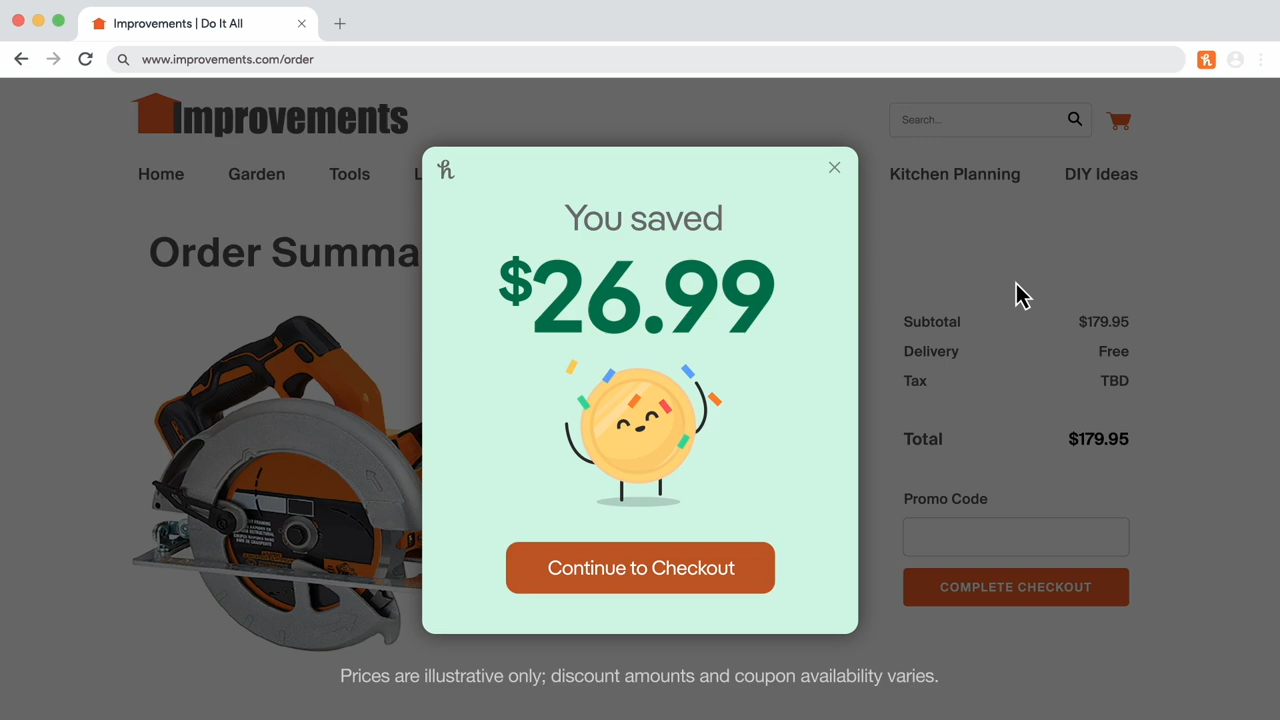 Improvements | Do It All
www.improvements.com/order
Improvements
Search...
Home Garden Tools L Kitchen Planning DIY Ideas
Order Summa
h
You saved
$26.99
Continue to Checkout
Subtotal $179.95
Delivery Free
Tax TBD
Total $179.95
Promo Code
COMPLETE CHECKOUT
Prices are illustrative only; discount amounts and coupon availability varies.